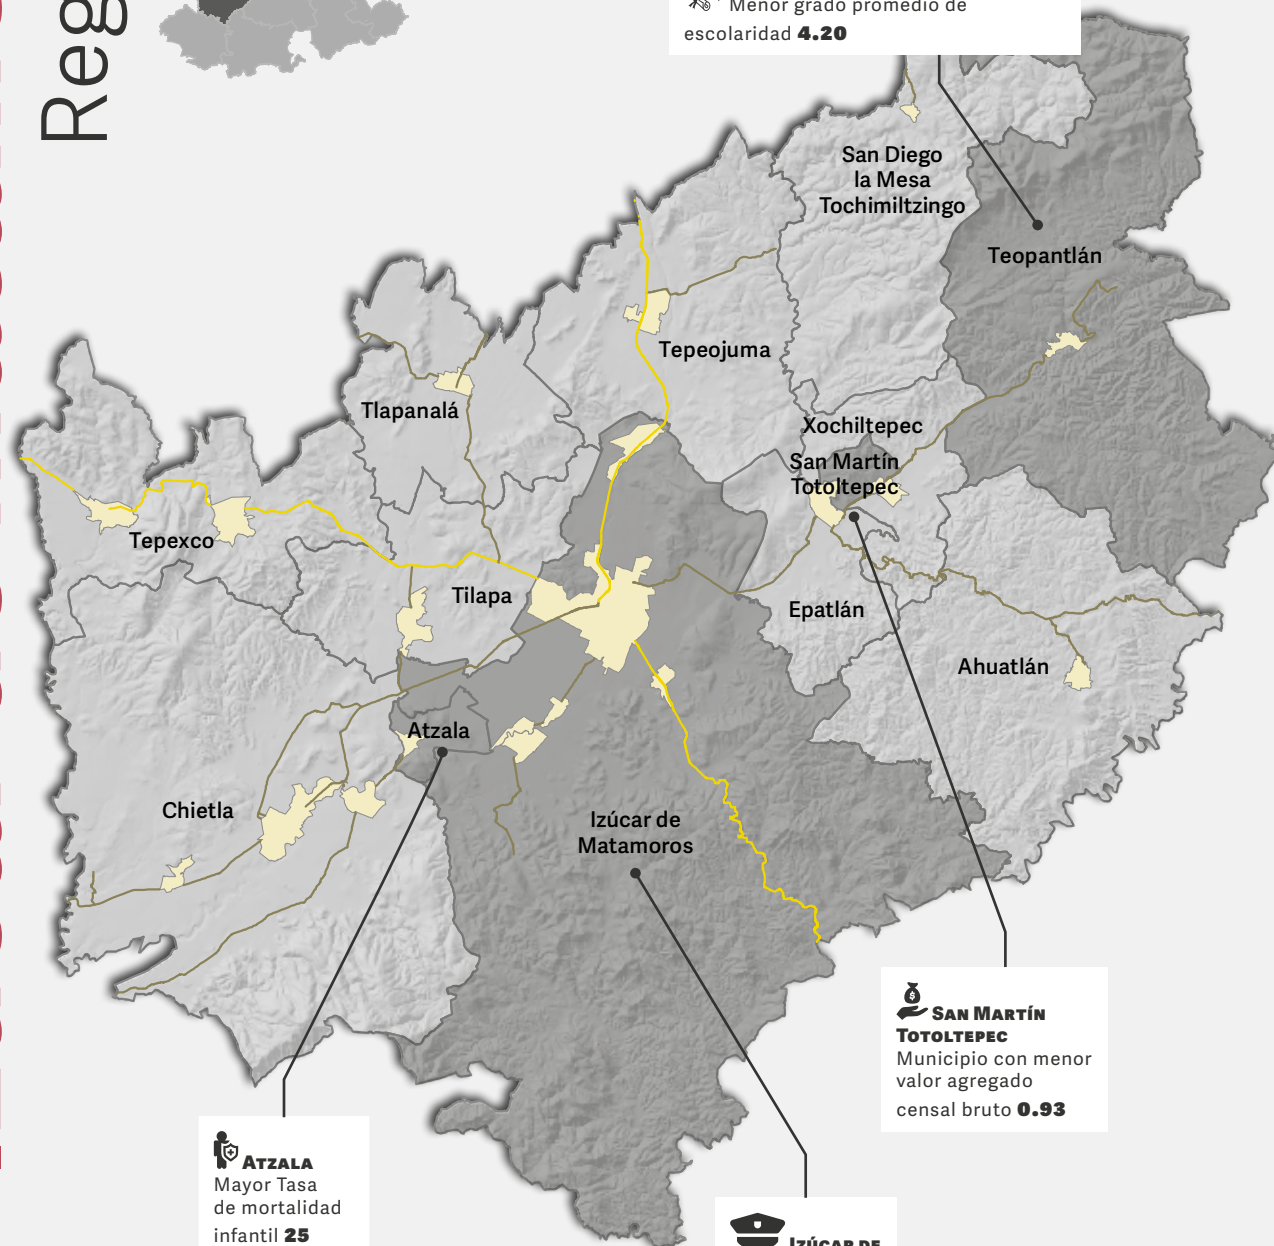 Reg
Menor grado promedio de
escolaridad 4.20
San Diego
la Mesa
Tochimiltzingo
Teopantlán
Tepeojuma
Tlapanalá
Xochiltepec
San Martín
Totoltepec
Tepexco
Tilapa
Epatlán
Ahuatlán
Atzala
Chietla
Izúcar de
Matamoros
San Martín
Totoltepec
Municipio con menor
valor agregado
censal bruto 0.93
Atzala
Mayor Tasa
de mortalidad
infantil 25
Izúcar de